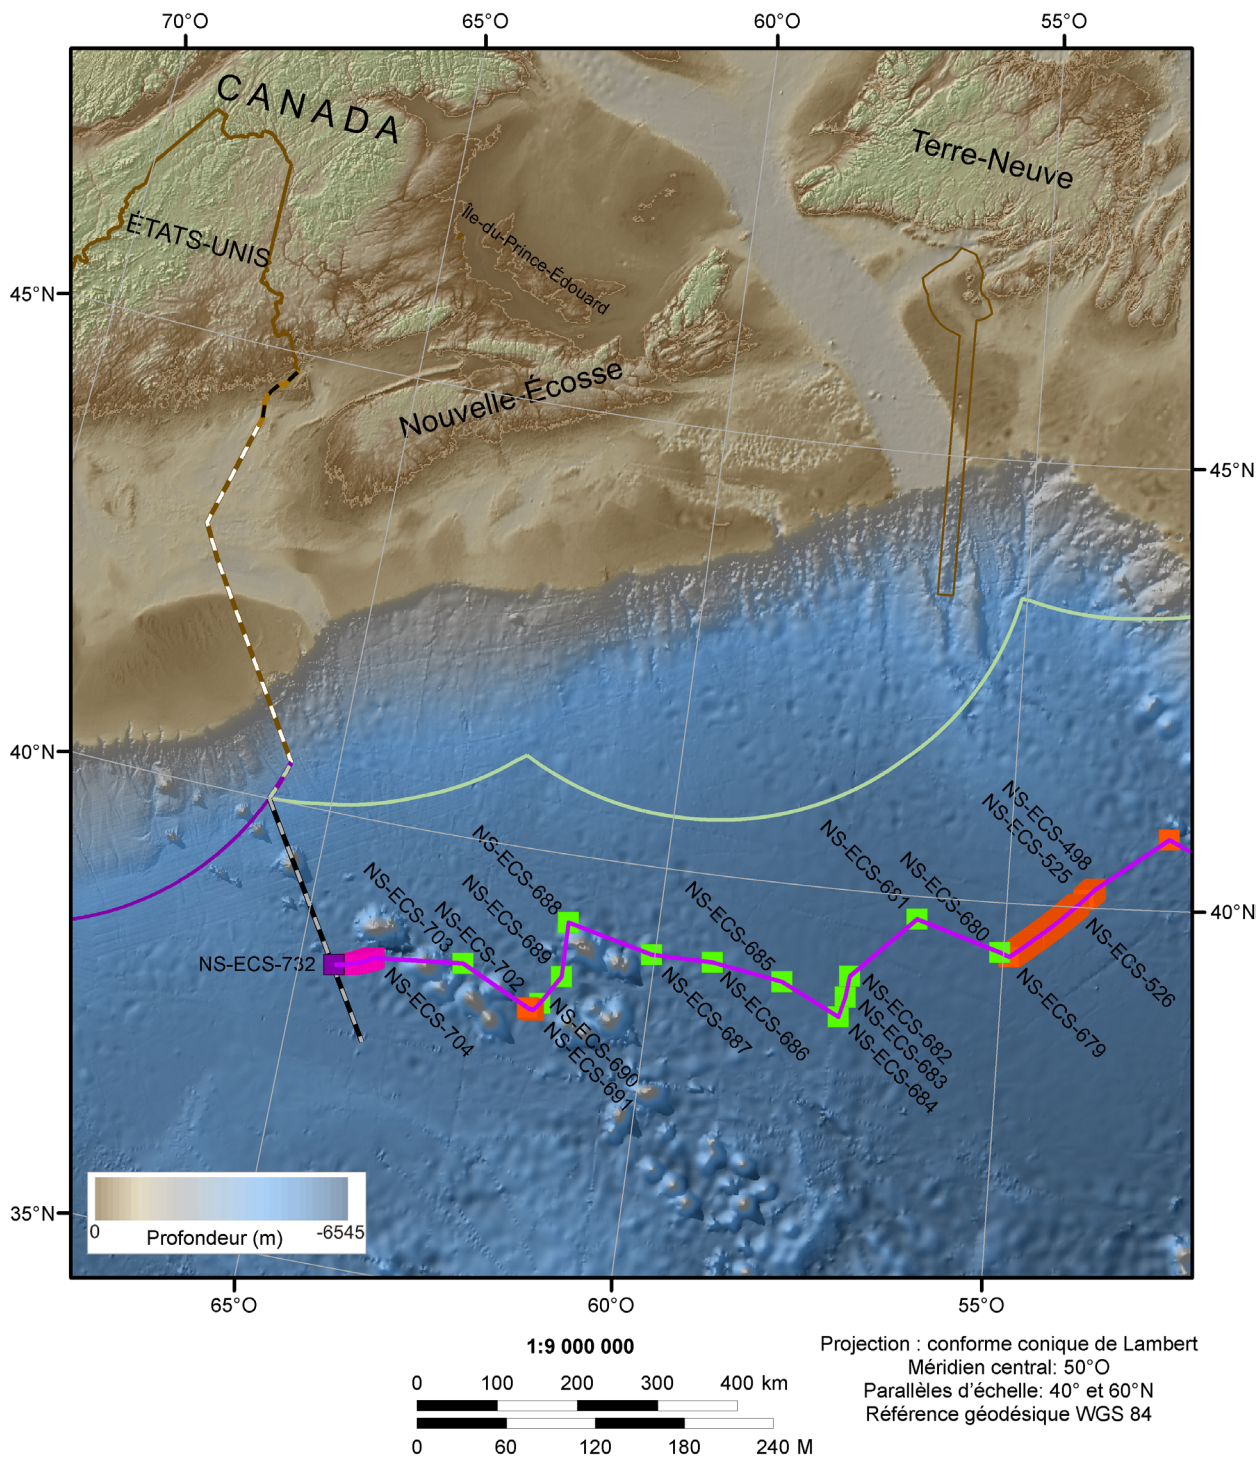 70°O
65°O
60°O
55°O
CANADA
Terre-Neuve
ÉTATS-UNIS
Île-du-Prince-Édouard
45°N
Nouvelle-Écosse
45°N
40°N
NS-ECS-498
NS-ECS-525
NS-ECS-688
NS-ECS-681
NS-ECS-680
NS-ECS-703
NS-ECS-689
NS-ECS-702
NS-ECS-685
40°N
NS-ECS-526
NS-ECS-732
NS-ECS-704
NS-ECS-690
NS-ECS-691
NS-ECS-687
NS-ECS-686
NS-ECS-682
NS-ECS-683
NS-ECS-684
NS-ECS-679
35°N
0
-6545
Profondeur (m)
65°O
60°O
55°O
1:9 000 000
0 100 200 300 400 km
0 60 120 180 240 M
Projection : conforme conique de Lambert
Méridien central: 50°O
Parallèles d'échelle: 40° et 60°N
Référence géodésique WGS 84